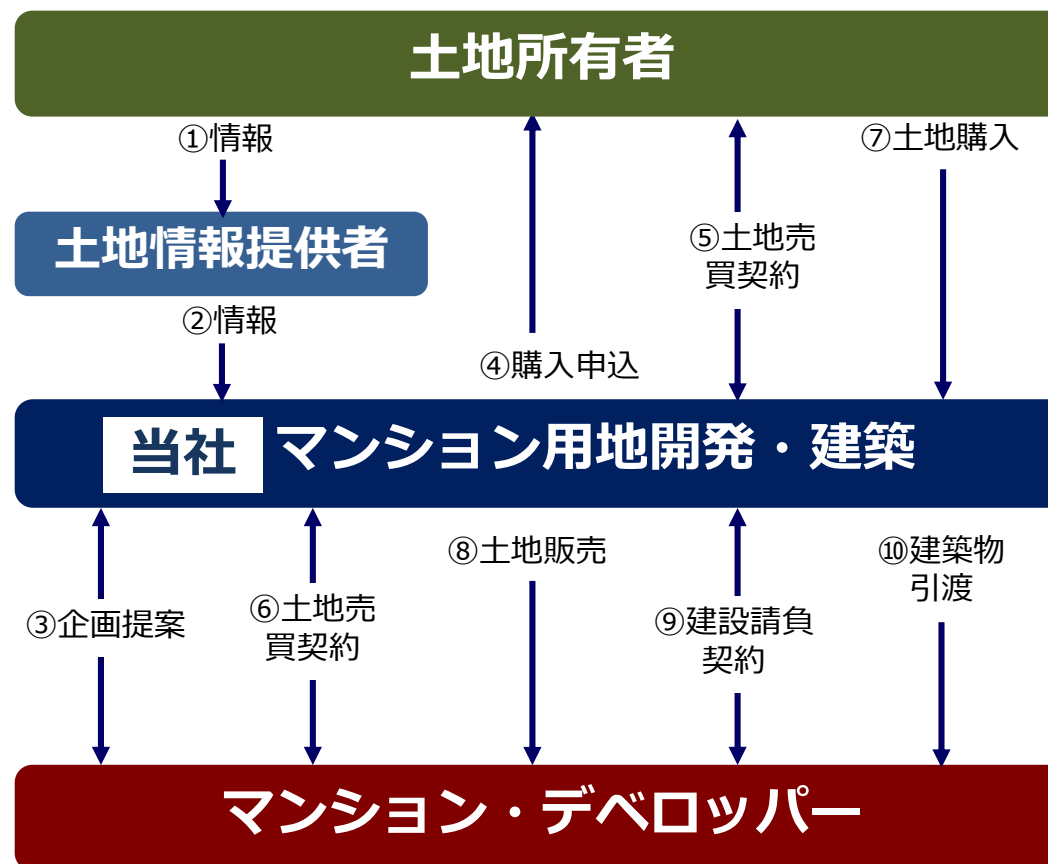 土地所有者
①情報
⑦土地購入
土地情報提供者
⑤土地売
買契約
②情報
④購入申込
当社 マンション用地開発・建築
③企画提案
⑥土地売
買契約
⑧土地販売
⑨建設請負
契約
⑩建築物
引渡
マンション・デベロッパー